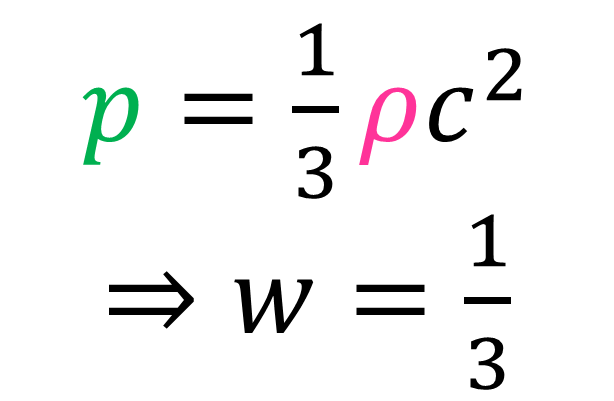 p = 1/3 ρc²
⇒ w = 1/3